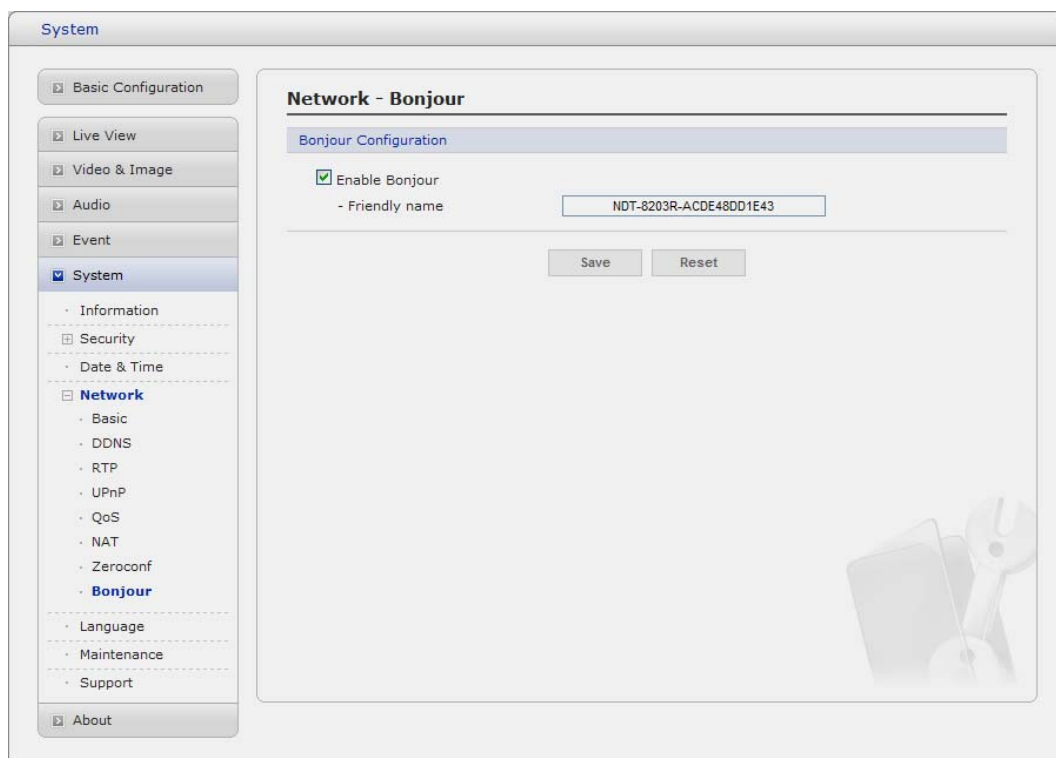 System
Basic Configuration
Live View
Video & Image
Audio
Event
System
Information
Security
Date & Time
Network
Basic
DDNS
RTP
UPnP
QoS
NAT
Zeroconf
Bonjour
Language
Maintenance
Support
About
Network - Bonjour
Bonjour Configuration
Enable Bonjour
- Friendly name NDT-8203R-ACDE48DD1E43
Save Reset